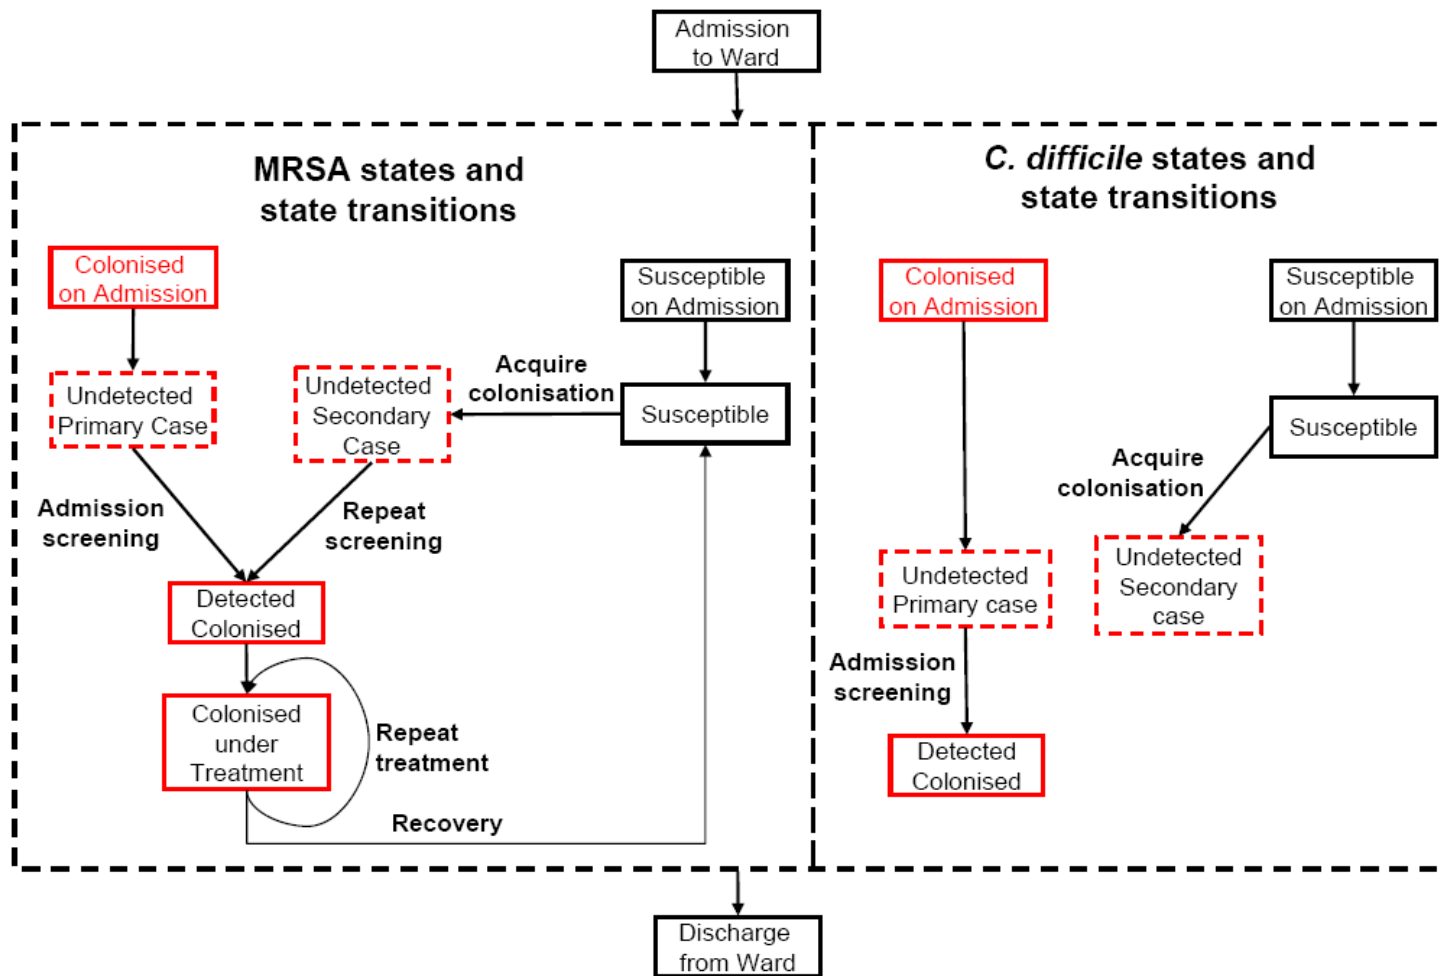 Admission
to Ward
MRSA states and
state transitions
Colonised
on Admission
Susceptible
on Admission
Undetected
Primary Case
Undetected
Secondary
Case
Acquire
colonisation
Susceptible
Admission
screening
Repeat
screening
Detected
Colonised
Colonised
under
Treatment
Repeat
treatment
Recovery
C. difficile states and
state transitions
Colonised
on Admission
Susceptible
on Admission
Susceptible
Acquire
colonisation
Undetected
Primary case
Undetected
Secondary
case
Admission
screening
Detected
Colonised
Discharge
from Ward